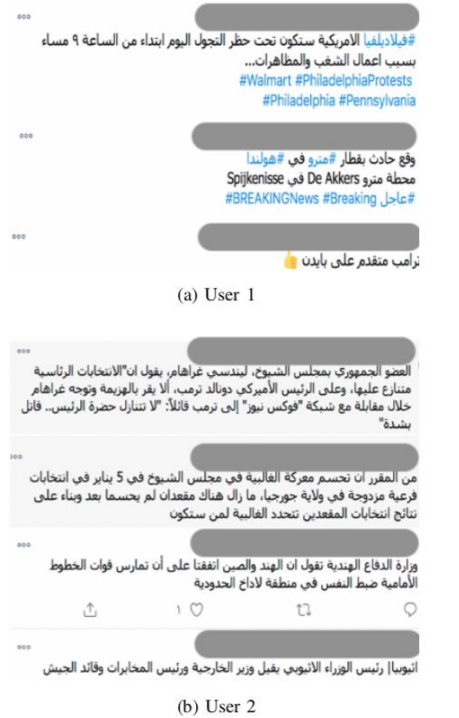 #فيلاديلفيا الامريكية ستكون تحت حظر التجول اليوم ابتداء من الساعة ٩ مساء
بسبب اعمال الشغب والمظاهرات...
#Walmart #PhiladelphiaProtests
#Philadelphia #Pennsylvania
وقع حادث بقطار #مترو في #هولندا
محطة مترو De Akkers في Spijkenisse
#عاجل #BREAKINGNews #Breaking
ترامب متقدم على بايدن 👍
(a) User 1
العضو الجمهوري بمجلس الشيوخ، ليندسي غراهام، يقول ان"الانتخابات الرئاسية
متنازع عليها، وعلى الرئيس الأميركي دونالد ترمب، ألا يقر بالهزيمة وتوجه غراهام
خلال مقابلة مع شبكة "فوكس نيوز" إلى ترمب قائلاً: "لا تتنازل حضرة الرئيس.. قاتل
بشدة"
من المقرر ان تحسم معركة الغالبية في مجلس الشيوخ في 5 يناير في انتخابات
فرعية مزدوجة في ولاية جورجيا، ما زال هناك مقعدان لم يحسما بعد وبناء على
نتائج انتخابات المقعدين تتحدد الغالبية لمن ستكون
وزارة الدفاع الهندية تقول ان الهند والصين اتفقتا على أن تمارس قوات الخطوط
الأمامية ضبط النفس في منطقة لاداخ الحدودية
١
اثيوبيا| رئيس الوزراء الاثيوبي يقيل وزير الخارجية ورئيس المخابرات وقائد الجيش
(b) User 2